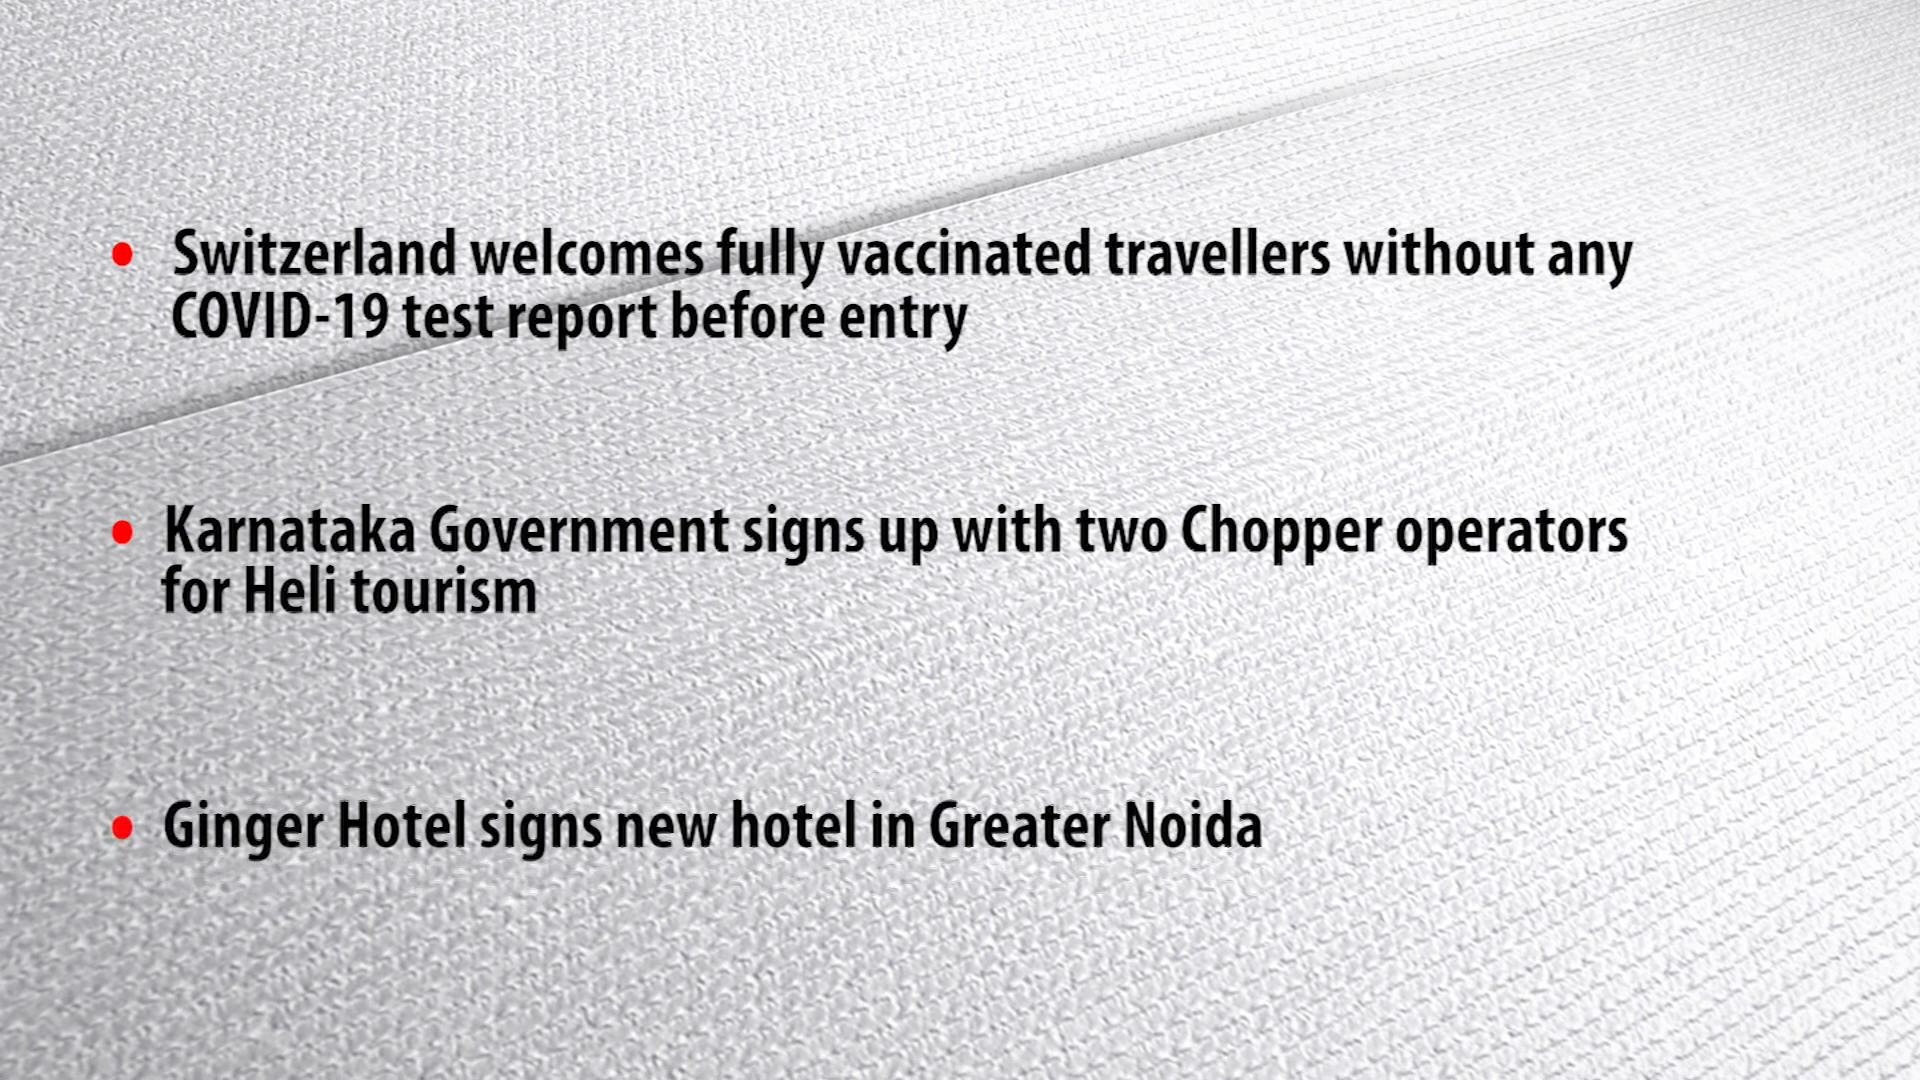 • Switzerland welcomes fully vaccinated travellers without any
COVID-19 test report before entry
• Karnataka Government signs up with two Chopper operators
for Heli tourism
• Ginger Hotel signs new hotel in Greater Noida